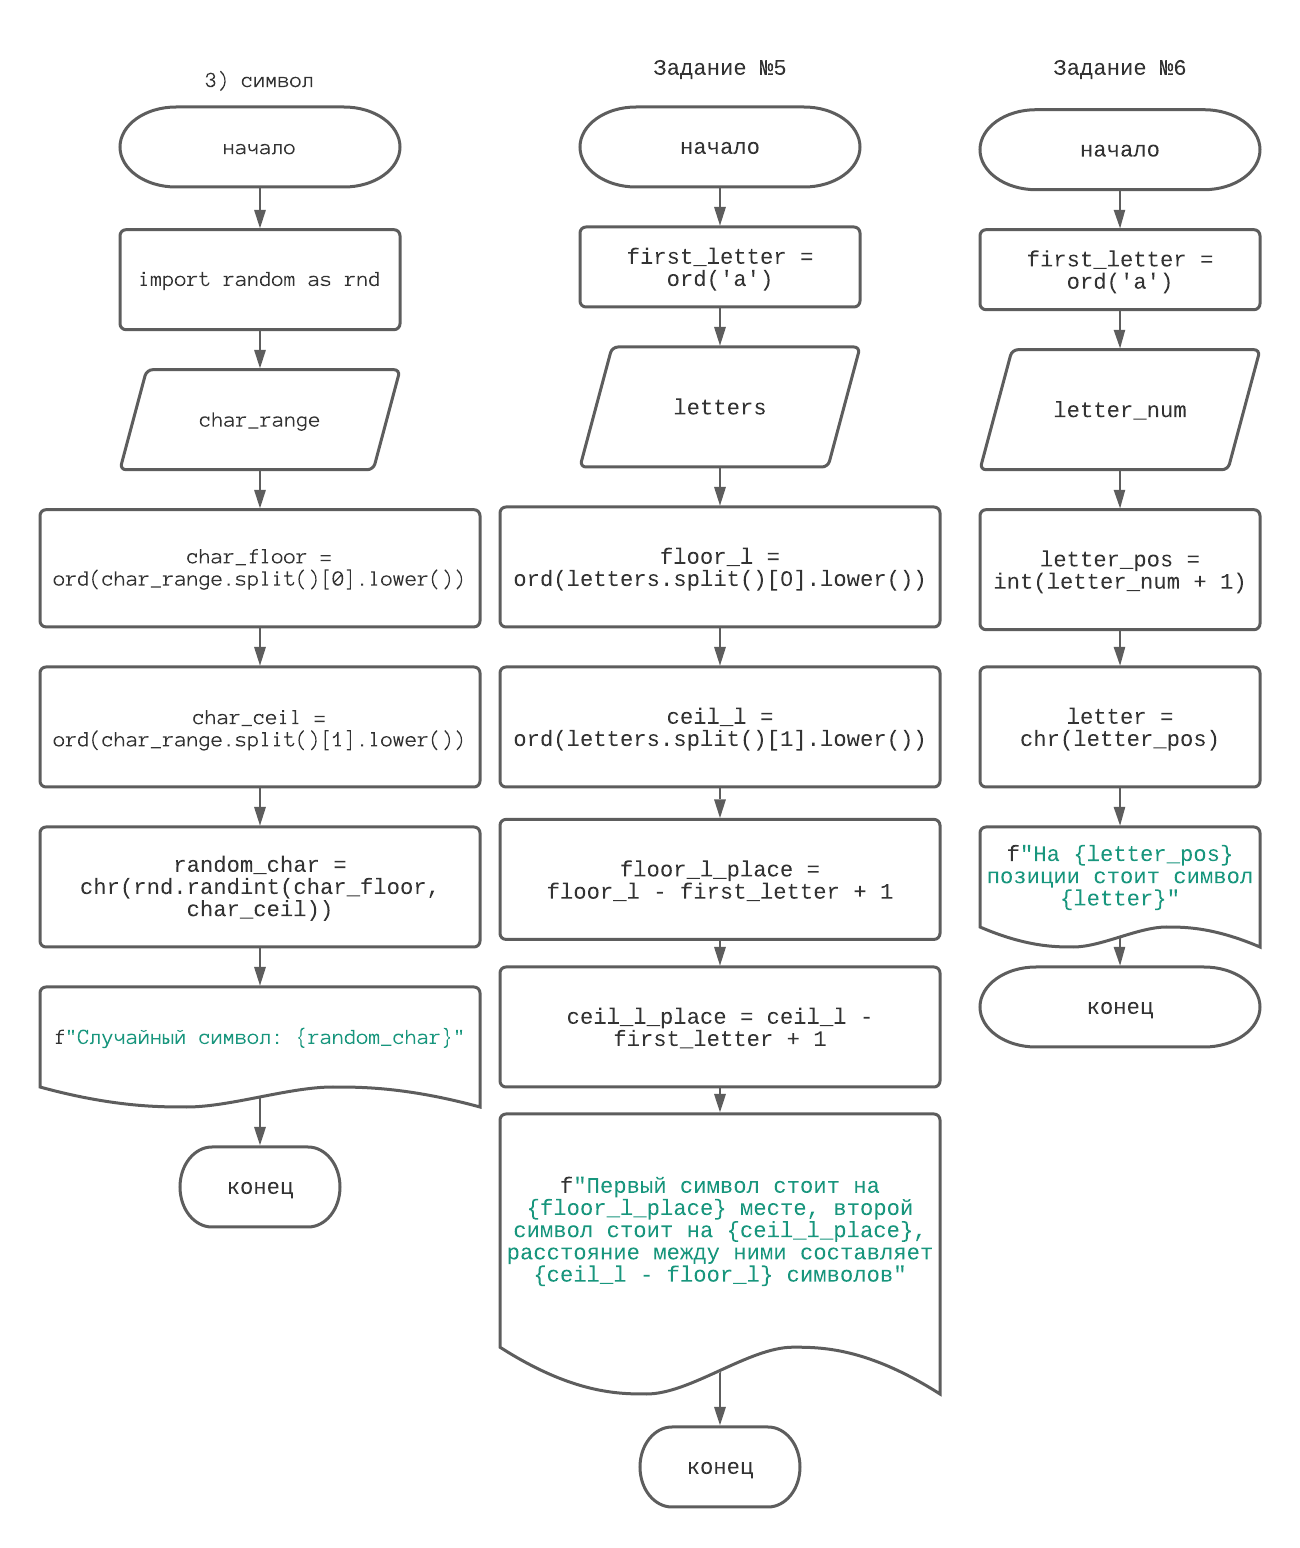 3) символ
начало
import random as rnd
char_range
char_floor =
ord(char_range.split()[0].lower())
char_ceil =
ord(char_range.split()[1].lower())
random_char =
chr(rnd.randint(char_floor,
char_ceil))
f"Случайный символ: {random_char}"
конец
Задание №5
начало
first_letter =
ord('a')
letters
floor_l =
ord(letters.split()[0].lower())
ceil_l =
ord(letters.split()[1].lower())
floor_l_place =
floor_l - first_letter + 1
ceil_l_place = ceil_l -
first_letter + 1
f"Первый символ стоит на
{floor_l_place} месте, второй
символ стоит на {ceil_l_place},
расстояние между ними составляет
{ceil_l - floor_l} символов"
конец
Задание №6
начало
first_letter =
ord('a')
letter_num
letter_pos =
int(letter_num + 1)
letter =
chr(letter_pos)
f"На {letter_pos}
позиции стоит символ
{letter}"
конец